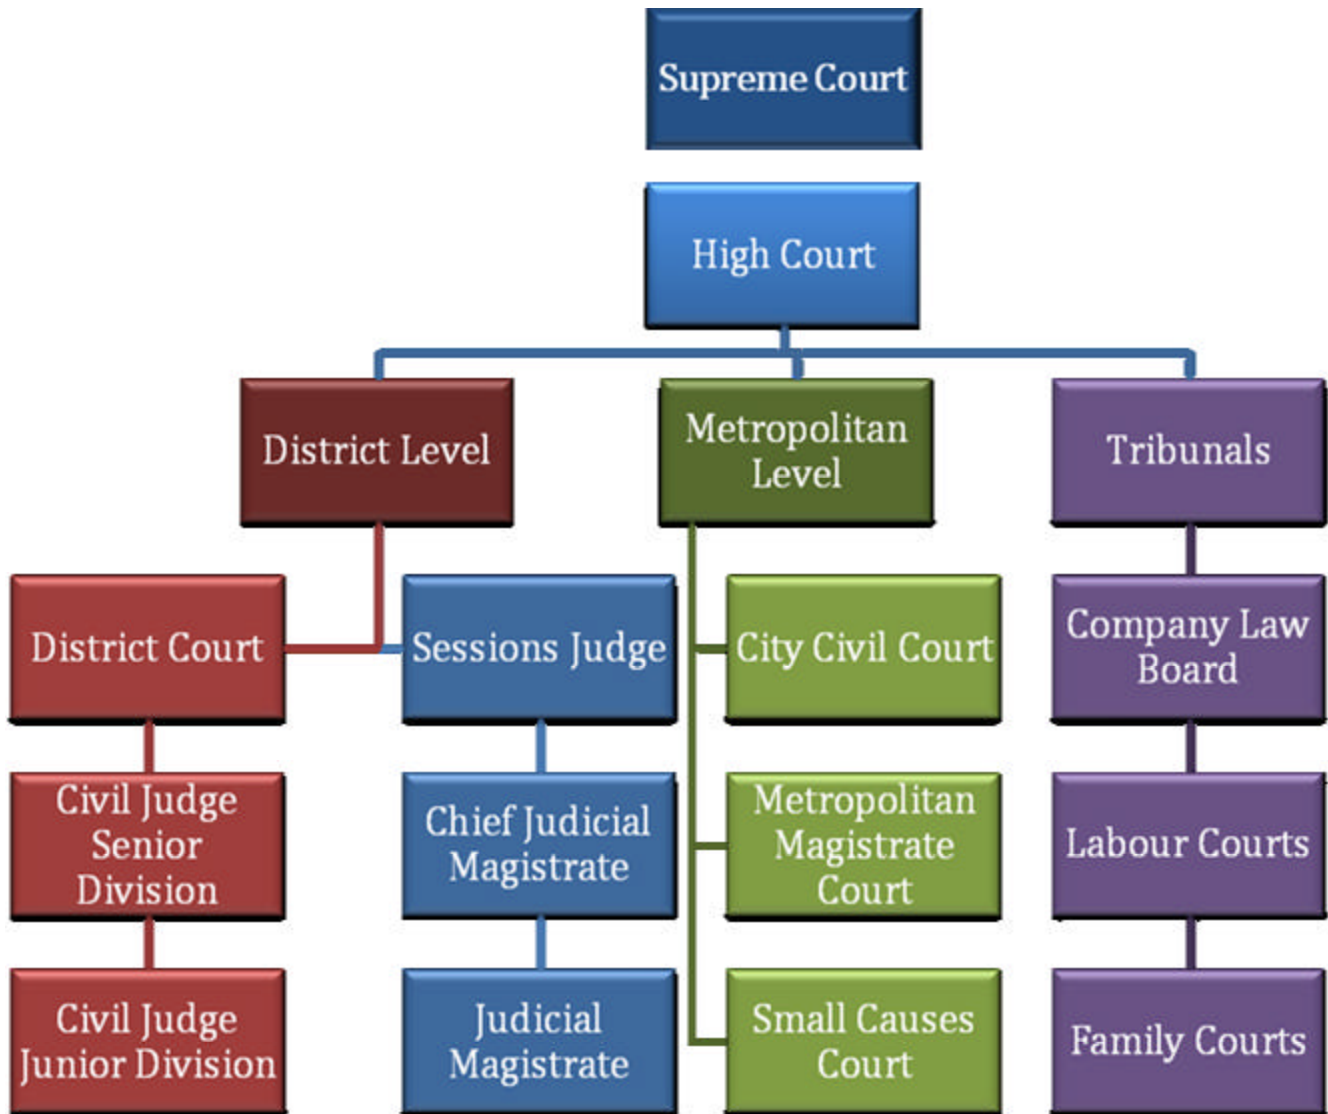 Supreme Court
High Court
District Level
Metropolitan
Level
Tribunals
District Court
Sessions Judge
City Civil Court
Company Law
Board
Civil Judge
Senior
Division
Chief Judicial
Magistrate
Metropolitan
Magistrate
Court
Labour Courts
Civil Judge
Junior Division
Judicial
Magistrate
Small Causes
Court
Family Courts